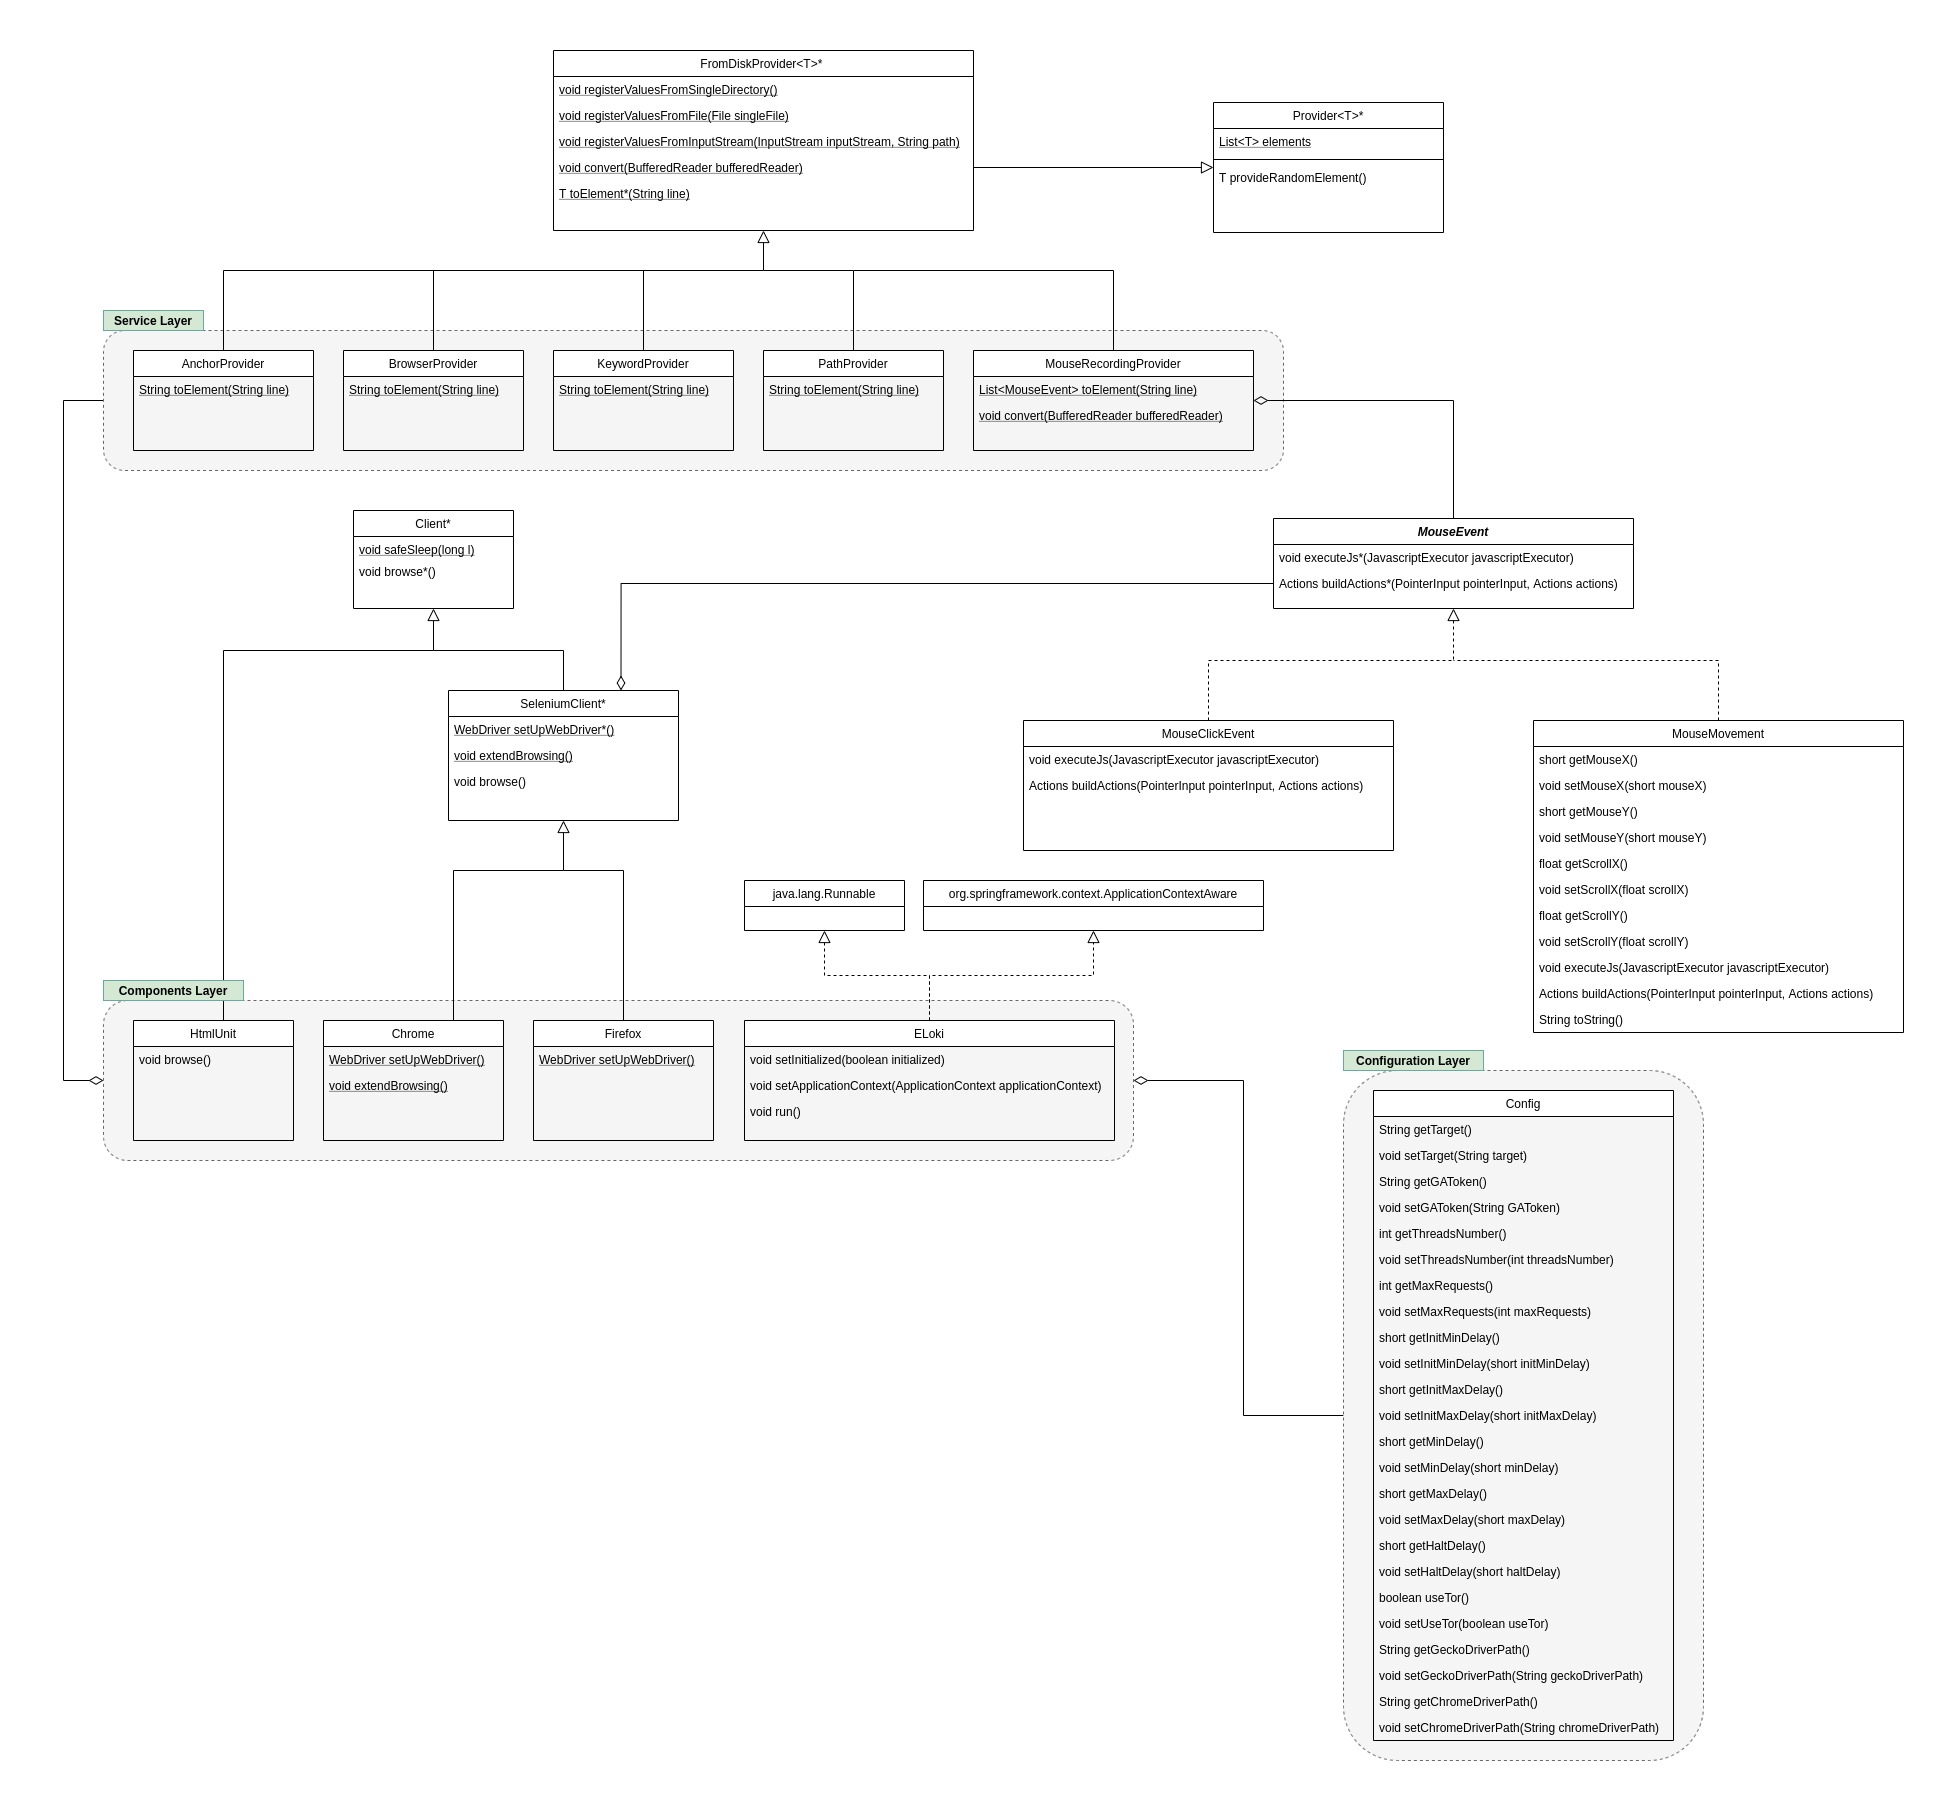 FromDiskProvider<T>*
void registerValuesFromSingleDirectory()
void registerValuesFromFile(File singleFile)
void registerValuesFromInputStream(InputStream inputStream, String path)
void convert(BufferedReader bufferedReader)
T toElement*(String line)
Provider<T>*
List<T> elements
T provideRandomElement()
Service Layer
AnchorProvider
String toElement(String line)
BrowserProvider
String toElement(String line)
KeywordProvider
String toElement(String line)
PathProvider
String toElement(String line)
MouseRecordingProvider
List<MouseEvent> toElement(String line)
void convert(BufferedReader bufferedReader)
Client*
void safeSleep(long l)
void browse*()
MouseEvent
void executeJs*(JavascriptExecutor javascriptExecutor)
Actions buildActions*(PointerInput pointerInput, Actions actions)
SeleniumClient*
WebDriver setUpWebDriver*()
void extendBrowsing()
void browse()
MouseClickEvent
void executeJs(JavascriptExecutor javascriptExecutor)
Actions buildActions(PointerInput pointerInput, Actions actions)
MouseMovement
short getMouseX()
void setMouseX(short mouseX)
short getMouseY()
void setMouseY(short mouseY)
float getScrollX()
void setScrollX(float scrollX)
float getScrollY()
void setScrollY(float scrollY)
void executeJs(JavascriptExecutor javascriptExecutor)
Actions buildActions(PointerInput pointerInput, Actions actions)
String toString()
java.lang.Runnable
org.springframework.context.ApplicationContextAware
Components Layer
HtmlUnit
void browse()
Chrome
WebDriver setUpWebDriver()
void extendBrowsing()
Firefox
WebDriver setUpWebDriver()
ELoki
void setInitialized(boolean initialized)
void setApplicationContext(ApplicationContext applicationContext)
void run()
Configuration Layer
Config
String getTarget()
void setTarget(String target)
String getGAToken()
void setGAToken(String GAToken)
int getThreadsNumber()
void setThreadsNumber(int threadsNumber)
int getMaxRequests()
void setMaxRequests(int maxRequests)
short getInitMinDelay()
void setInitMinDelay(short initMinDelay)
short getInitMaxDelay()
void setInitMaxDelay(short initMaxDelay)
short getMinDelay()
void setMinDelay(short minDelay)
short getMaxDelay()
void setMaxDelay(short maxDelay)
short getHaltDelay()
void setHaltDelay(short haltDelay)
boolean useTor()
void setUseTor(boolean useTor)
String getGeckoDriverPath()
void setGeckoDriverPath(String geckoDriverPath)
String getChromeDriverPath()
void setChromeDriverPath(String chromeDriverPath)